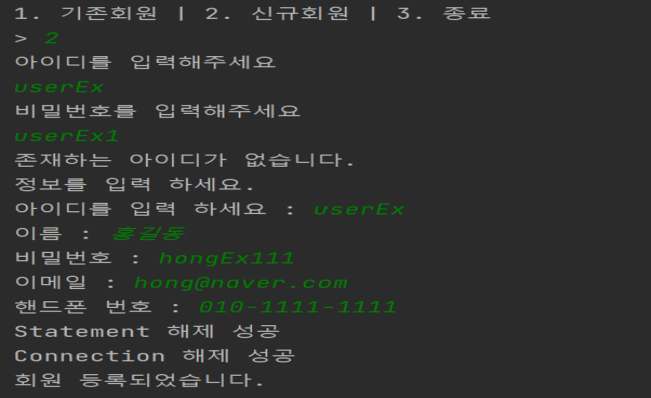 1. 기존회원 | 2. 신규회원 | 3. 종료
> 2
아이디를 입력해주세요
userEx
비밀번호를 입력해주세요
userEx1
존재하는 아이디가 없습니다.
정보를 입력 하세요.
아이디를 입력 하세요 : userEx
이름 : 홍길동
비밀번호 : hongEx111
이메일 : hong@naver.com
핸드폰 번호 : 010-1111-1111
Statement 해제 성공
Connection 해제 성공
회원 등록되었습니다.